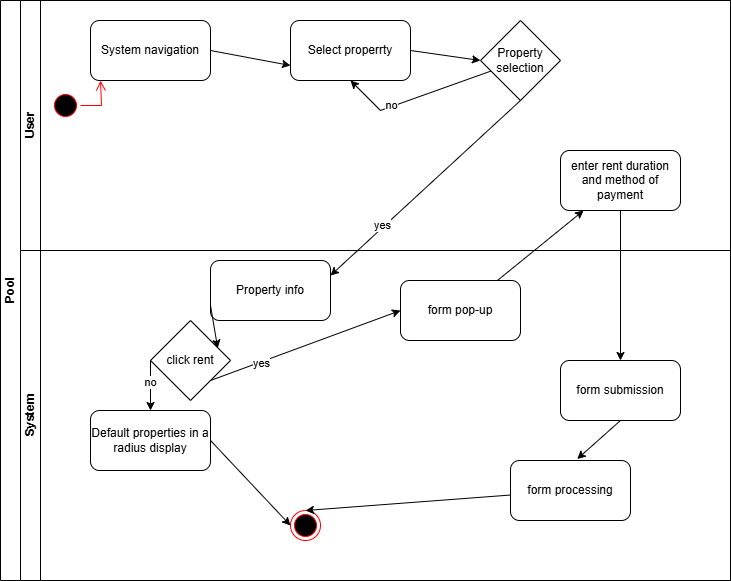 Pool
User
System navigation
Select properrty
Property
selection
no
enter rent duration
and method of
payment
yes
System
Property info
form pop-up
click rent
yes
no
form submission
Default properties in a
radius display
form processing